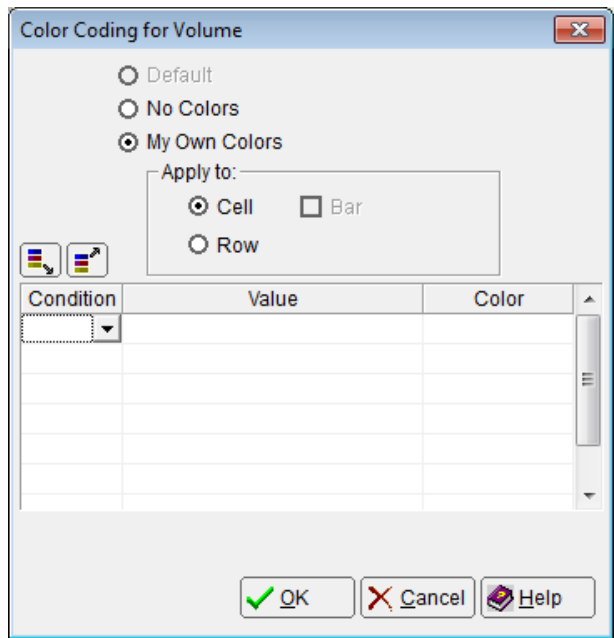 Color Coding for Volume
Default
No Colors
My Own Colors
Apply to:
Cell Bar
Row
Condition Value Color
OK Cancel Help